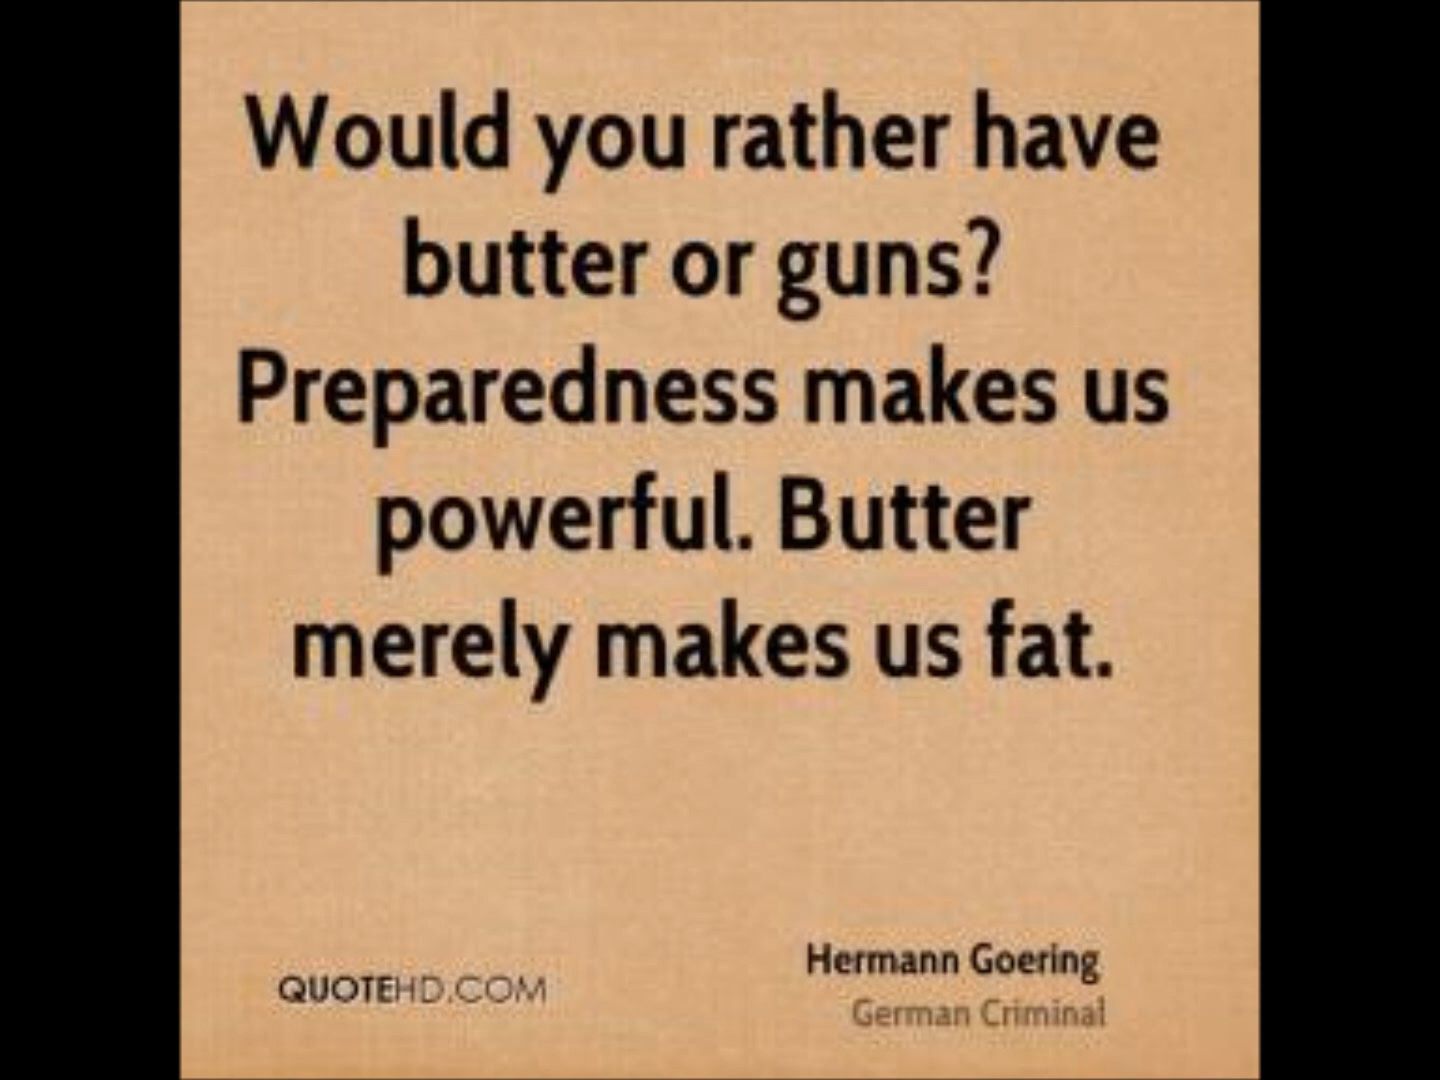 Would you rather have
butter or guns?
Preparedness makes us
powerful. Butter
merely makes us fat.
Hermann Goering
QUOTEHD.COM
German Criminal